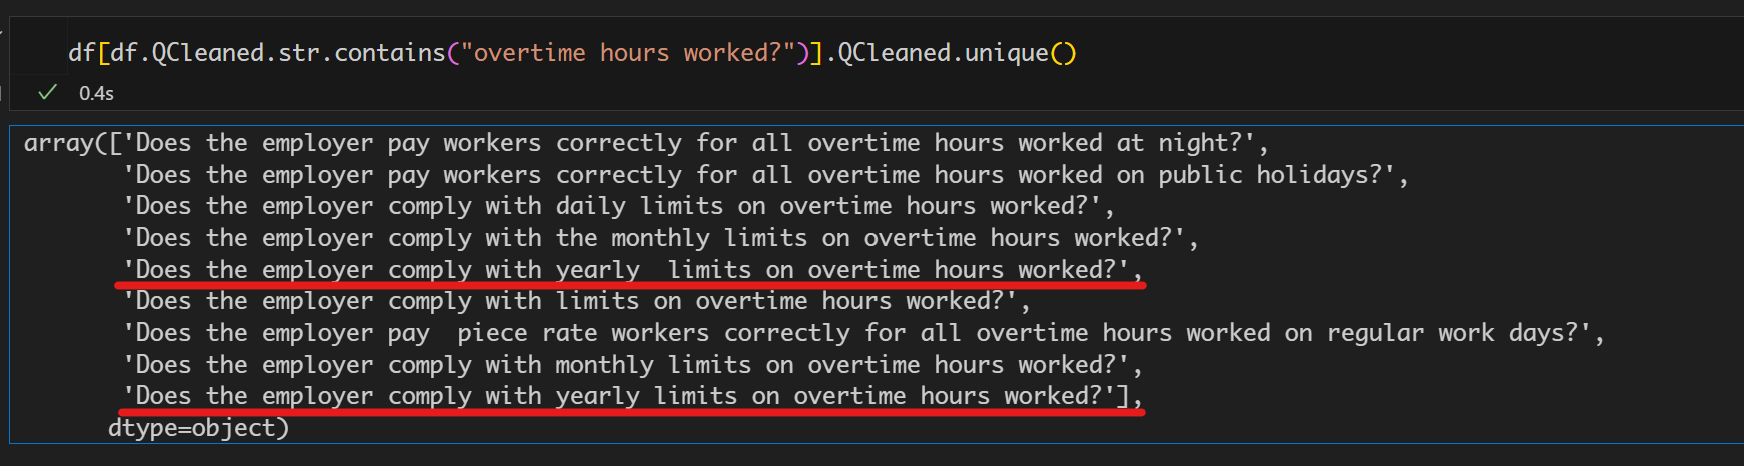 df[df.QCleaned.str.contains("overtime hours worked?")].QCleaned.unique()
0.4s
array(['Does the employer pay workers correctly for all overtime hours worked at night?',
'Does the employer pay workers correctly for all overtime hours worked on public holidays?',
'Does the employer comply with daily limits on overtime hours worked?',
'Does the employer comply with the monthly limits on overtime hours worked?',
'Does the employer comply with yearly  limits on overtime hours worked?',
'Does the employer comply with limits on overtime hours worked?',
'Does the employer pay  piece rate workers correctly for all overtime hours worked on regular work days?',
'Does the employer comply with monthly limits on overtime hours worked?',
'Does the employer comply with yearly limits on overtime hours worked?'],
dtype=object)